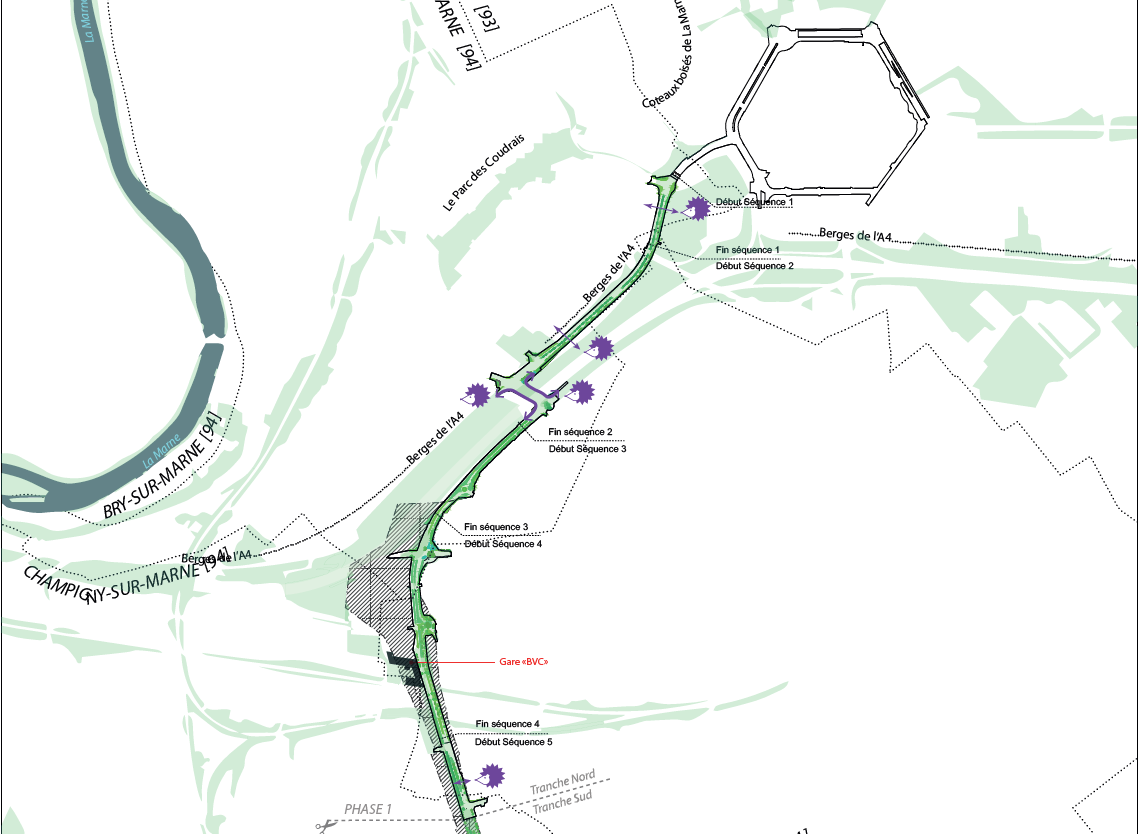 La Marne
ARNE [94]
[93]
Coteaux boisés de La Marn
Le Parc des Coudrais
Début Séquence 1
Berges de l'A4
Fin séquence 1
Début Séquence 2
Berges de l'A4
Berges de l'A4
Fin séquence 2
Début Séquence 3
La Marne
BRY-SUR-MARNE [94]
Fin séquence 3
Début Séquence 4
Berges de l'A4
CHAMPIGNY-SUR-MARNE [94]
Gare «BVC»
Fin séquence 4
Début Séquence 5
Tranche Nord
Tranche Sud
PHASE 1